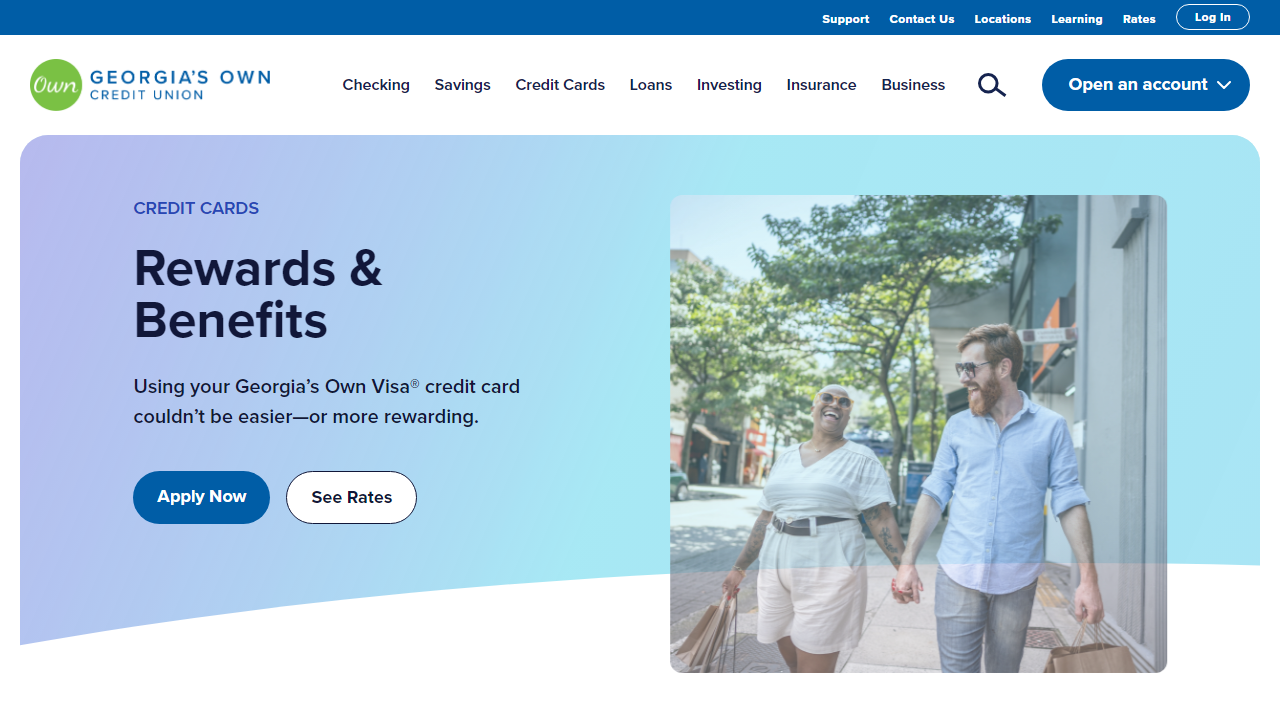 Support Contact Us Locations Learning Rates Log In
Own GEORGIA'S OWN
CREDIT UNION
Checking Savings Credit Cards Loans Investing Insurance Business Open an account
CREDIT CARDS
Rewards &
Benefits
Using your Georgia’s Own Visa® credit card
couldn’t be easier—or more rewarding.
Apply Now See Rates